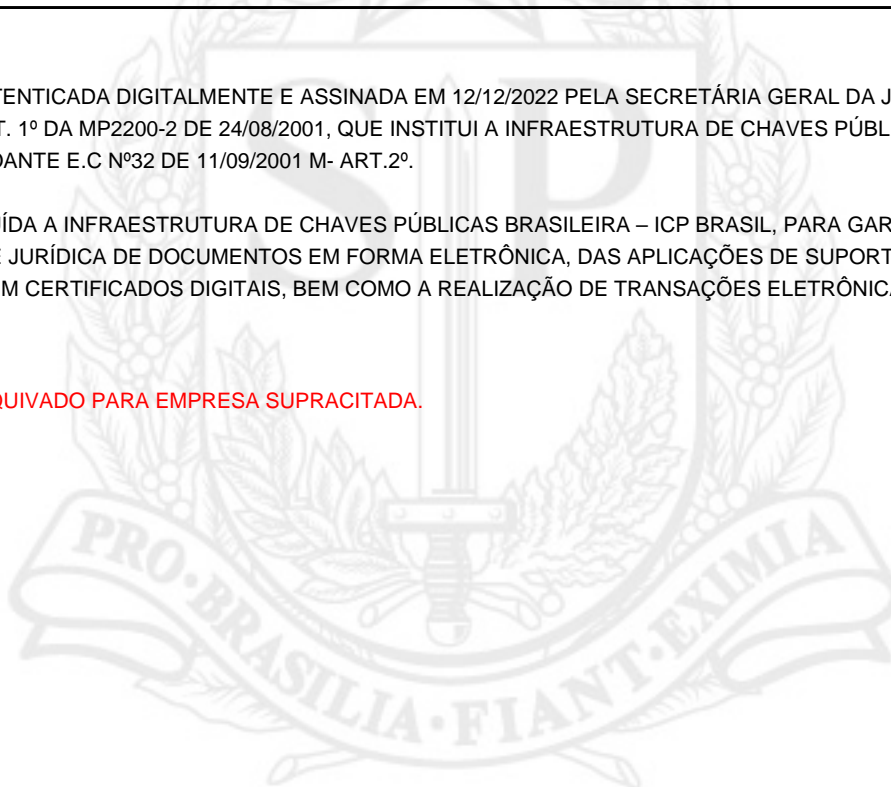 TENTICADA DIGITALMENTE E ASSINADA EM 12/12/2022 PELA SECRETÁRIA GERAL DA J
T. 1º DA MP2200-2 DE 24/08/2001, QUE INSTITUI A INFRAESTRUTURA DE CHAVES PÚBL
DANTE E.C Nº32 DE 11/09/2001 M- ART.2º.
ÍDA A INFRAESTRUTURA DE CHAVES PÚBLICAS BRASILEIRA – ICP BRASIL, PARA GAR
E JURÍDICA DE DOCUMENTOS EM FORMA ELETRÔNICA, DAS APLICAÇÕES DE SUPORT
M CERTIFICADOS DIGITAIS, BEM COMO A REALIZAÇÃO DE TRANSAÇÕES ELETRÔNICA
QUIVADO PARA EMPRESA SUPRACITADA.
SP
PRO·BRASILIA·FIANT·EXIMIA